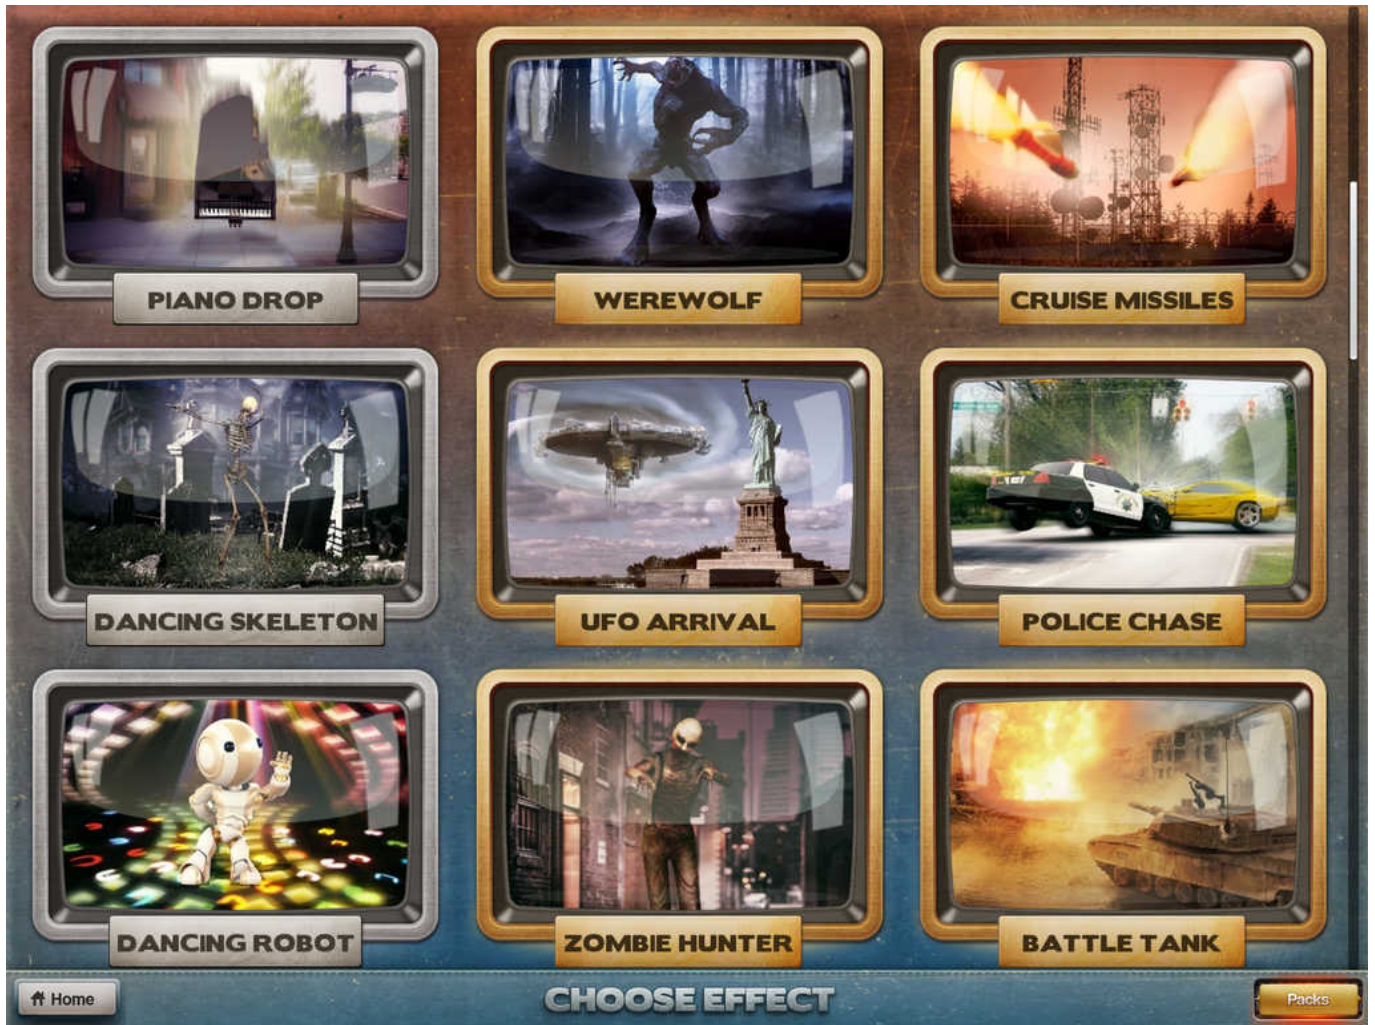 PIANO DROP
WEREWOLF
CRUISE MISSILES
DANCING SKELETON
UFO ARRIVAL
POLICE CHASE
DANCING ROBOT
ZOMBIE HUNTER
BATTLE TANK
Home
CHOOSE EFFECT
Packs